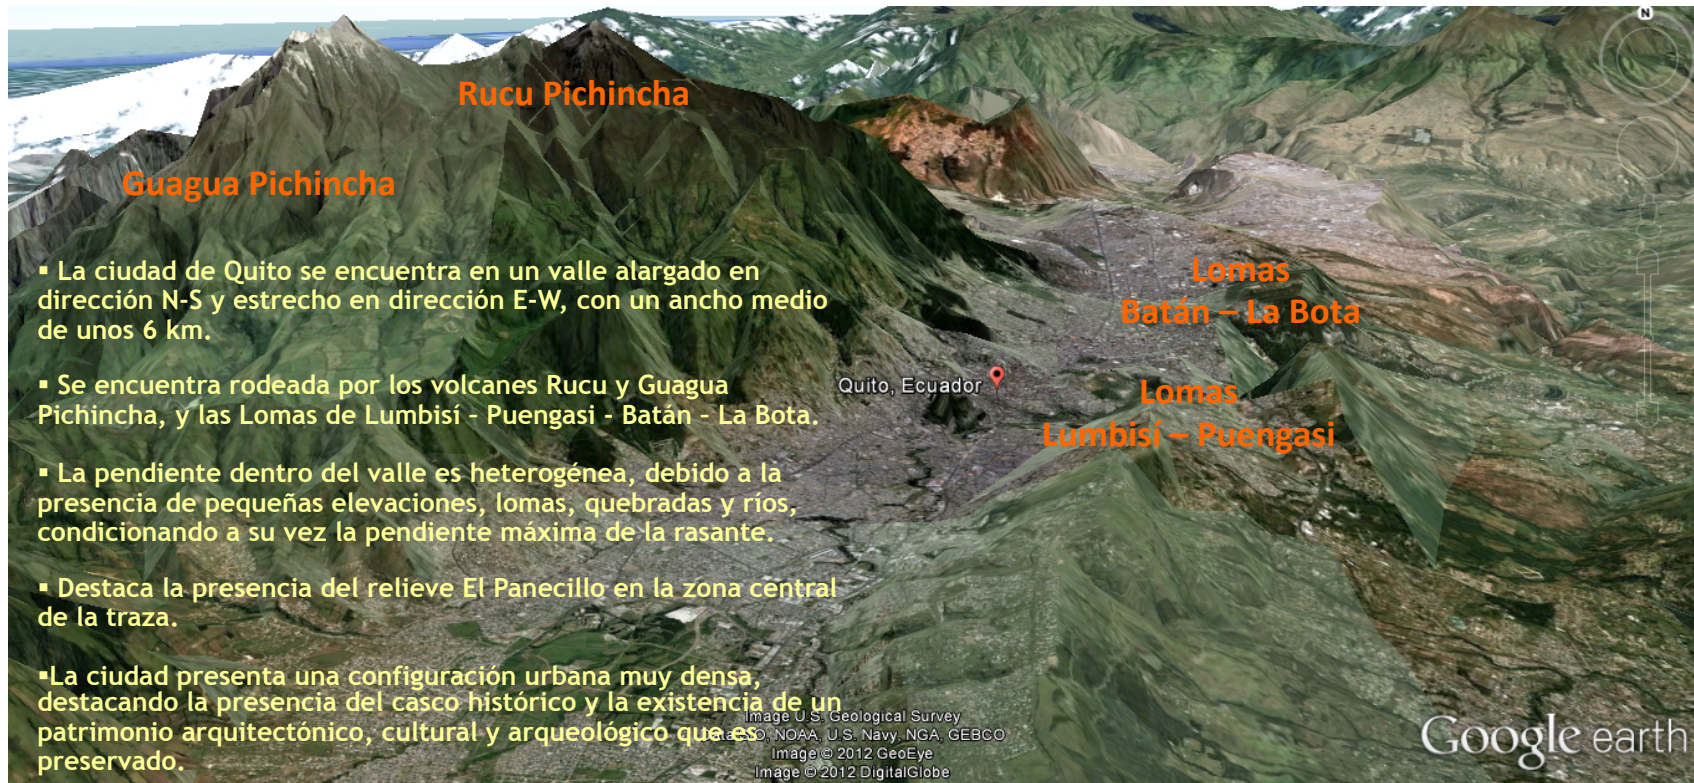 N
Rucu Pichincha
Guagua Pichincha
▪ La ciudad de Quito se encuentra en un valle alargado en
dirección N-S y estrecho en dirección E-W, con un ancho medio
de unos 6 km.
▪ Se encuentra rodeada por los volcanes Rucu y Guagua
Pichincha, y las Lomas de Lumbisí – Puengasi - Batán – La Bota.
▪ La pendiente dentro del valle es heterogénea, debido a la
presencia de pequeñas elevaciones, lomas, quebradas y ríos,
condicionando a su vez la pendiente máxima de la rasante.
▪ Destaca la presencia del relieve El Panecillo en la zona central
de la traza.
▪La ciudad presenta una configuración urbana muy densa,
destacando la presencia del casco histórico y la existencia de un
patrimonio arquitectónico, cultural y arqueológico que es
preservado.
Lomas
Batán – La Bota
Quito, Ecuador
Lomas
Lumbisí – Puengasi
Image U.S. Geological Survey
NOAA, U.S. Navy, NGA, GEBCO
Image © 2012 GeoEye
Image © 2012 DigitalGlobe
Google earth